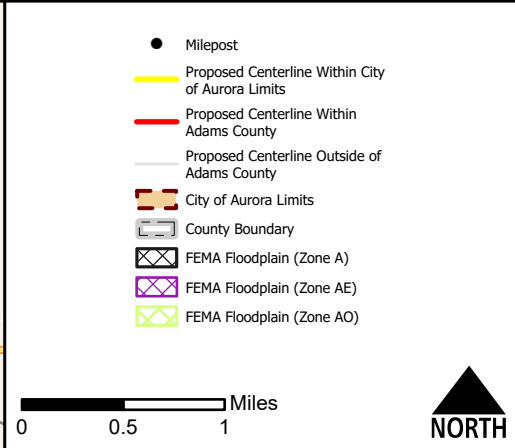 Milepost
Proposed Centerline Within City
of Aurora Limits
Proposed Centerline Within
Adams County
Proposed Centerline Outside of
Adams County
City of Aurora Limits
County Boundary
FEMA Floodplain (Zone A)
FEMA Floodplain (Zone AE)
FEMA Floodplain (Zone AO)
Miles
0 0.5 1
NORTH